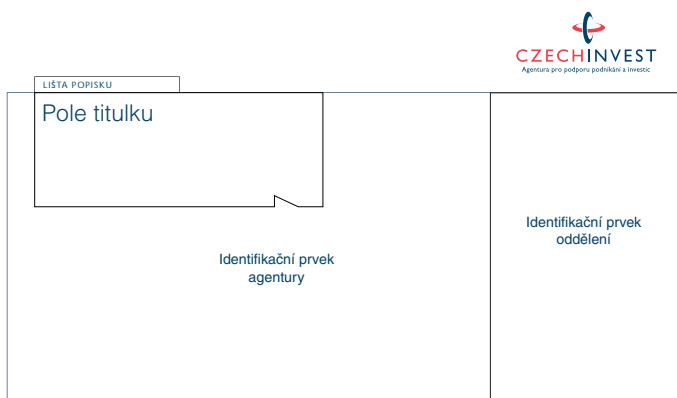 CZECHINVEST
Agentura pro podporu podnikání a investic
LIŠTA POPISKU
Pole titulku
Identifikační prvek
oddělení
Identifikační prvek
agentury